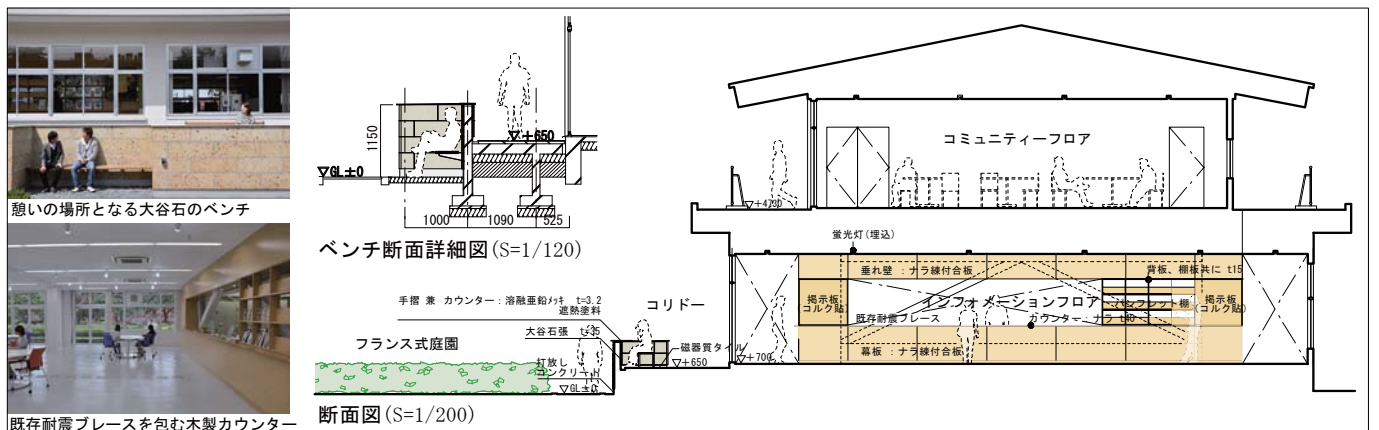 憩いの場所となる大谷石のベンチ
既存耐震ブレースを包む木製カウンター
1150
▽GL±0
▽+650
1000
1090
525
ベンチ断面詳細図(S=1/120)
コミュニティーフロア
蛍光灯(埋込)
垂れ壁 : ナラ練付合板
背板、棚板共に t15
掲示板
コルク貼
インフォメーションフロア
パンフレット棚
掲示板
(コルク貼)
既存耐震ブレース
カウンター : ナラ t40
幕板 : ナラ練付合板
▽+700
手摺 兼 カウンター : 溶融亜鉛メッキ t=3.2
遮熱塗料
コリドー
大谷石張 t=35
磁器質タイル
フランス式庭園
打放し
コンクリート
▽+650
▽GL±0
断面図(S=1/200)